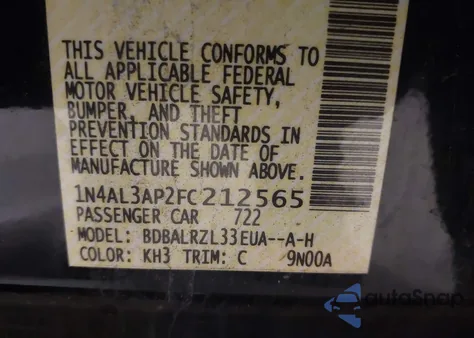 THIS VEHICLE CONFORMS TO
ALL APPLICABLE FEDERAL
MOTOR VEHICLE SAFETY,
BUMPER, AND THEFT
PREVENTION STANDARDS IN
EFFECT ON THE DATE OF
MANUFACTURE SHOWN ABOVE.
1N4AL3AP2FC212565
PASSENGER CAR 722
MODEL: BDBALRZL33EUA--A-H
COLOR: KH3 TRIM: C 9N00A
autoSnap